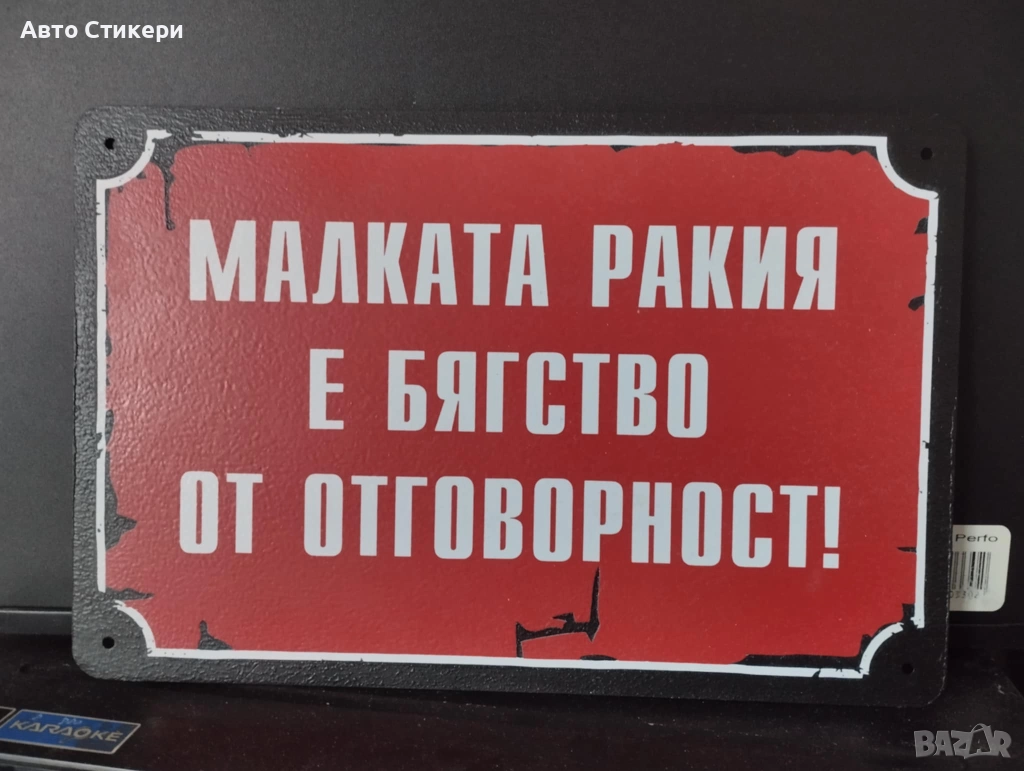 Авто Стикери
МАЛКАТА РАКИЯ
Е БЯГСТВО
ОТ ОТГОВОРНОСТ!
Perfo
KARAOKE
BAZAR